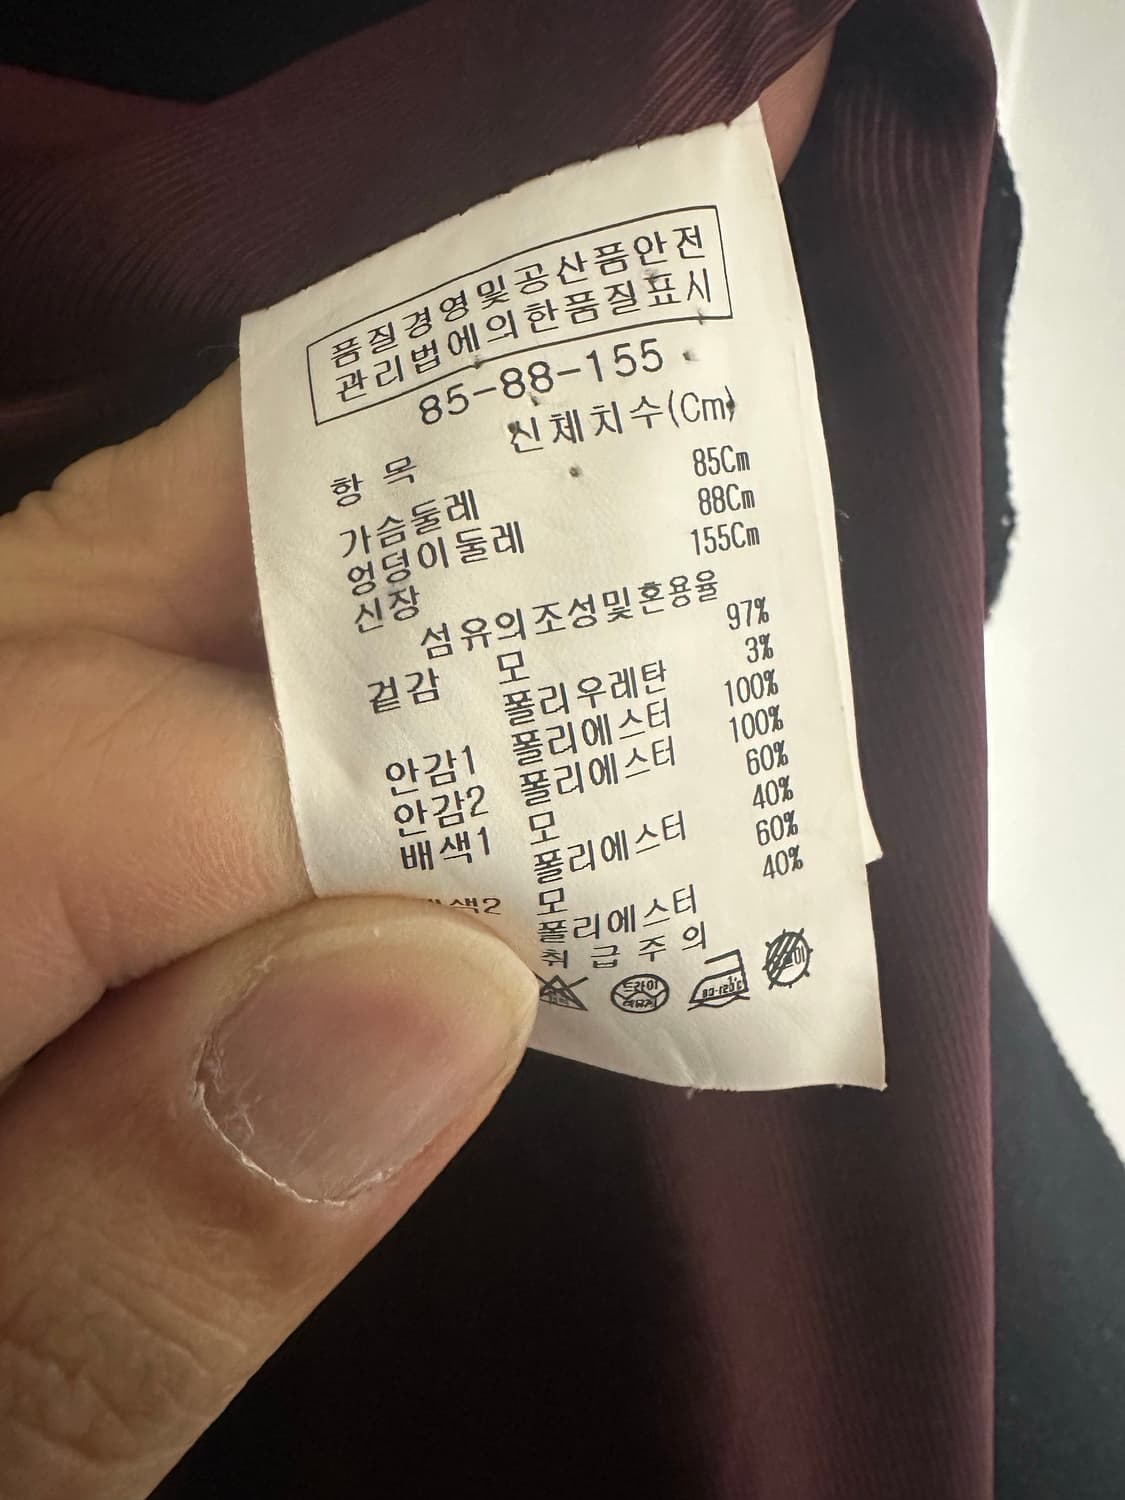 품질경영및공산품안전
관리법에의한품질표시
85-88-155
신체치수(Cm)
항 목
가슴둘레 85Cm
엉덩이둘레 88Cm
신장 155Cm
섬유의조성및혼용율
겉감 모 97%
폴리우레탄 3%
안감1 폴리에스터 100%
안감2 폴리에스터 100%
배색1 모 60%
폴리에스터 40%
색2 모 60%
폴리에스터 40%
취 급 주 의
드라이
80-120℃